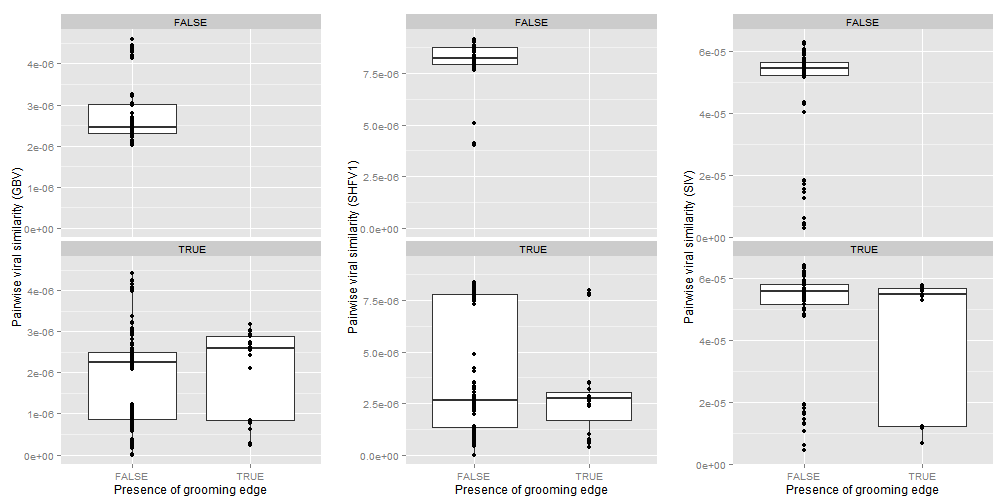 FALSE
4e-06
3e-06
2e-06
1e-06
0e+00
TRUE
4e-06
3e-06
2e-06
1e-06
0e+00
FALSE
TRUE
Presence of grooming edge
Pairwise viral similarity (GBV)
FALSE
7.5e-06
5.0e-06
2.5e-06
0.0e+00
TRUE
7.5e-06
5.0e-06
2.5e-06
0.0e+00
FALSE
TRUE
Presence of grooming edge
Pairwise viral similarity (SHFV1)
FALSE
6e-05
4e-05
2e-05
0e+00
TRUE
6e-05
4e-05
2e-05
0e+00
FALSE
TRUE
Presence of grooming edge
Pairwise viral similarity (SIV)